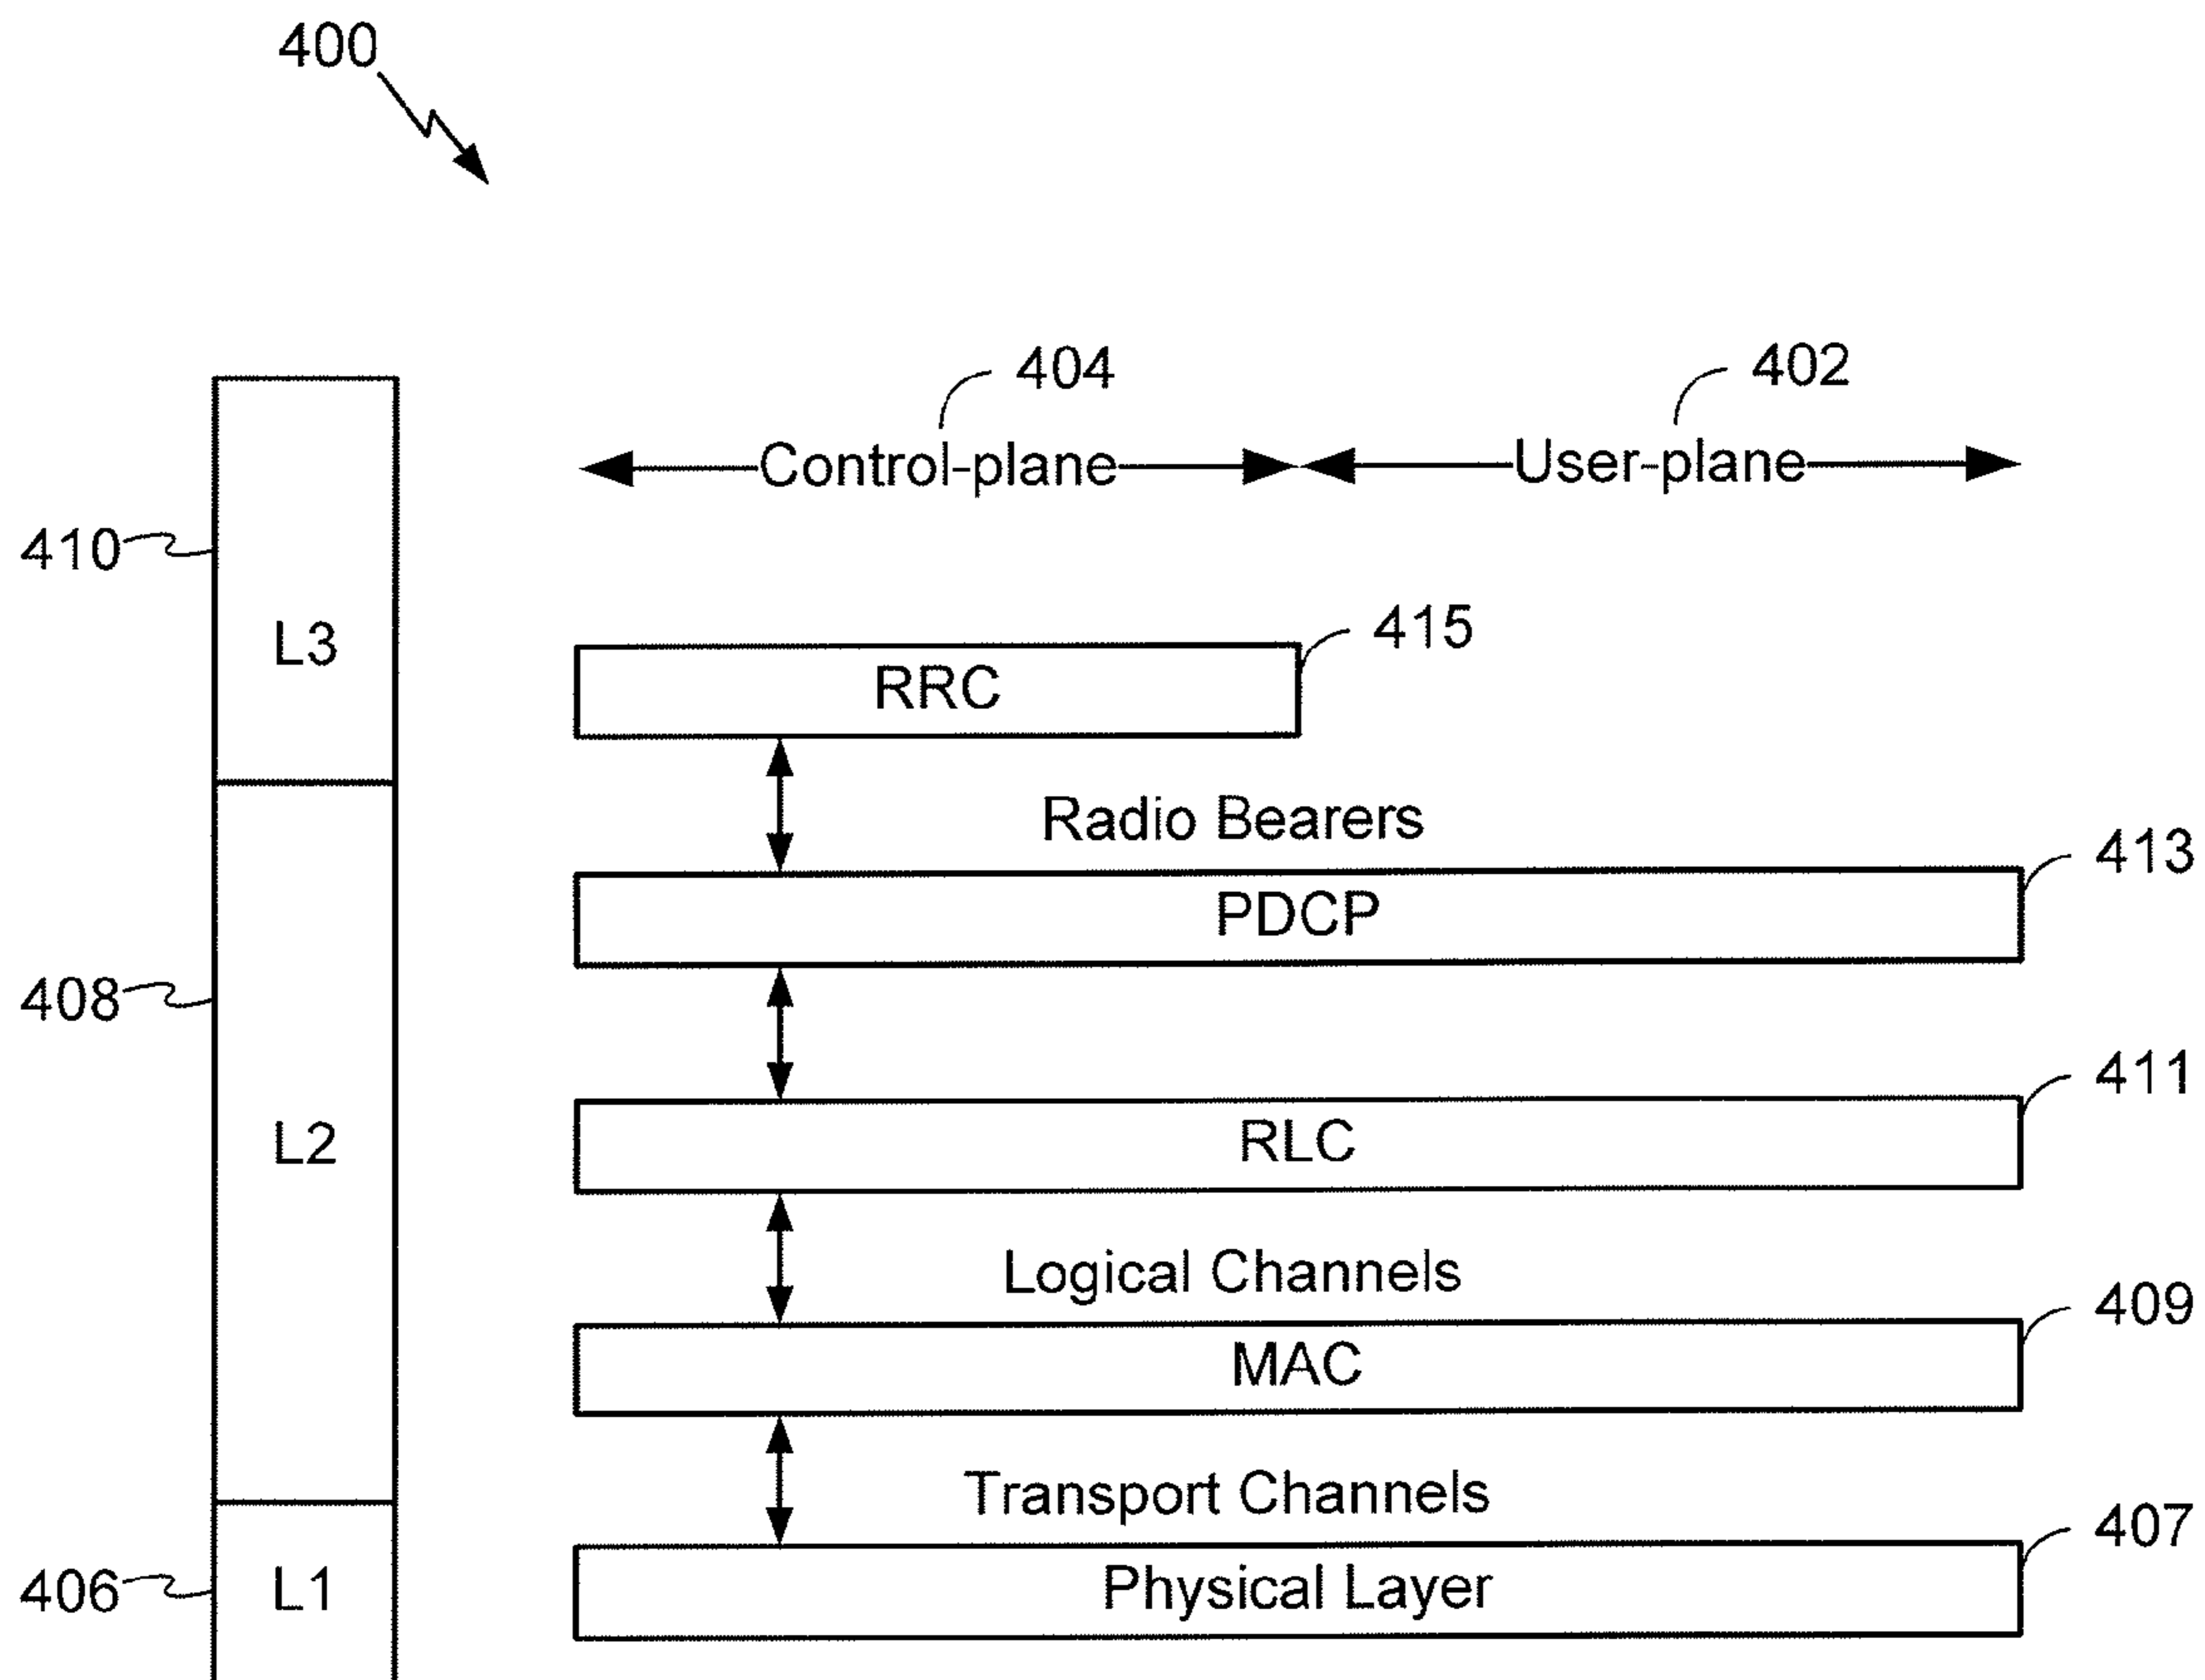 400
404
402
Control-plane
User-plane
410
L3
415
RRC
Radio Bearers
413
PDCP
408
411
L2
RLC
Logical Channels
409
MAC
Transport Channels
407
406
L1
Physical Layer